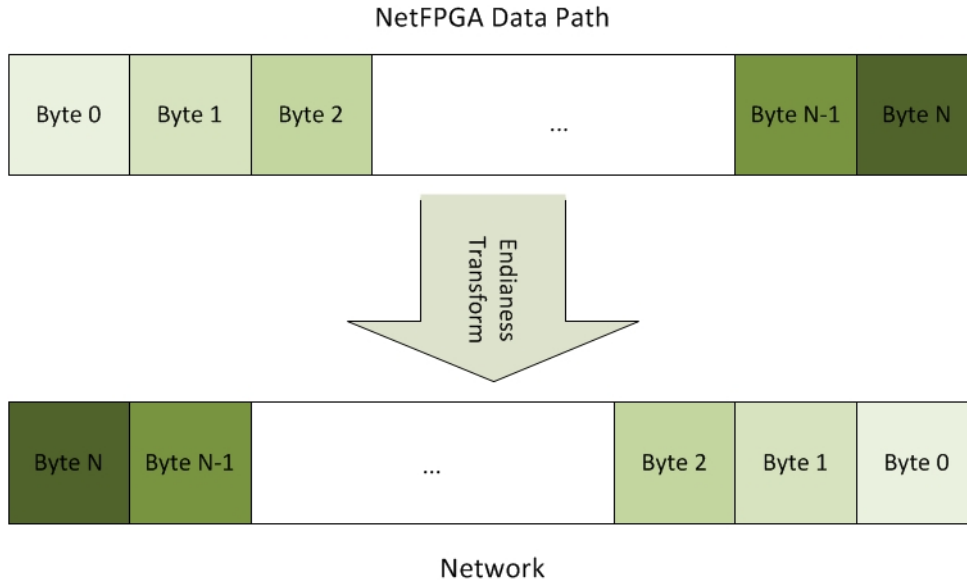 NetFPGA Data Path
Byte 0 Byte 1 Byte 2 ... Byte N-1 Byte N
Endianess
Transform
Byte N Byte N-1 ... Byte 2 Byte 1 Byte 0
Network